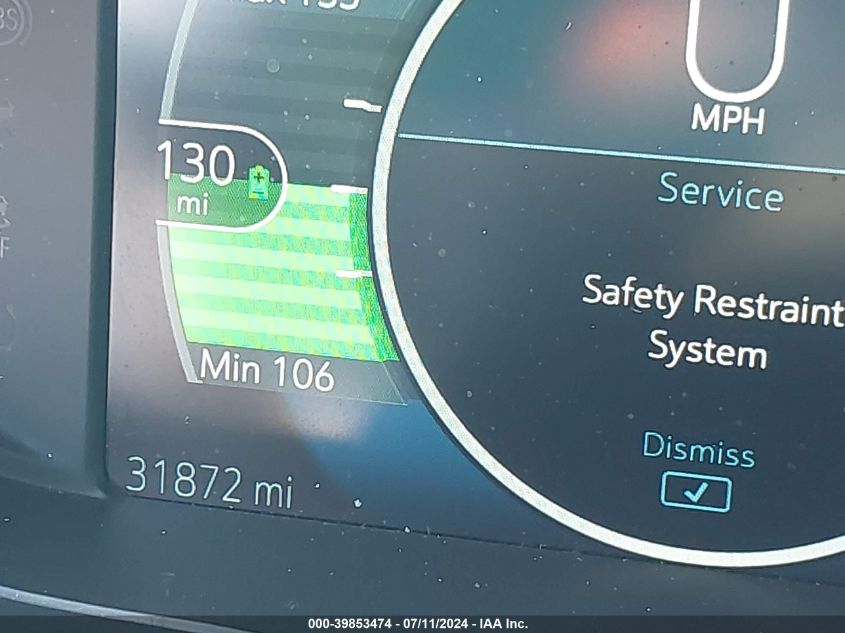 130
mi
Min 106
31872 mi
0
MPH
Service
Safety Restraint
System
Dismiss
000-39853474 - 07/11/2024 - IAA Inc.